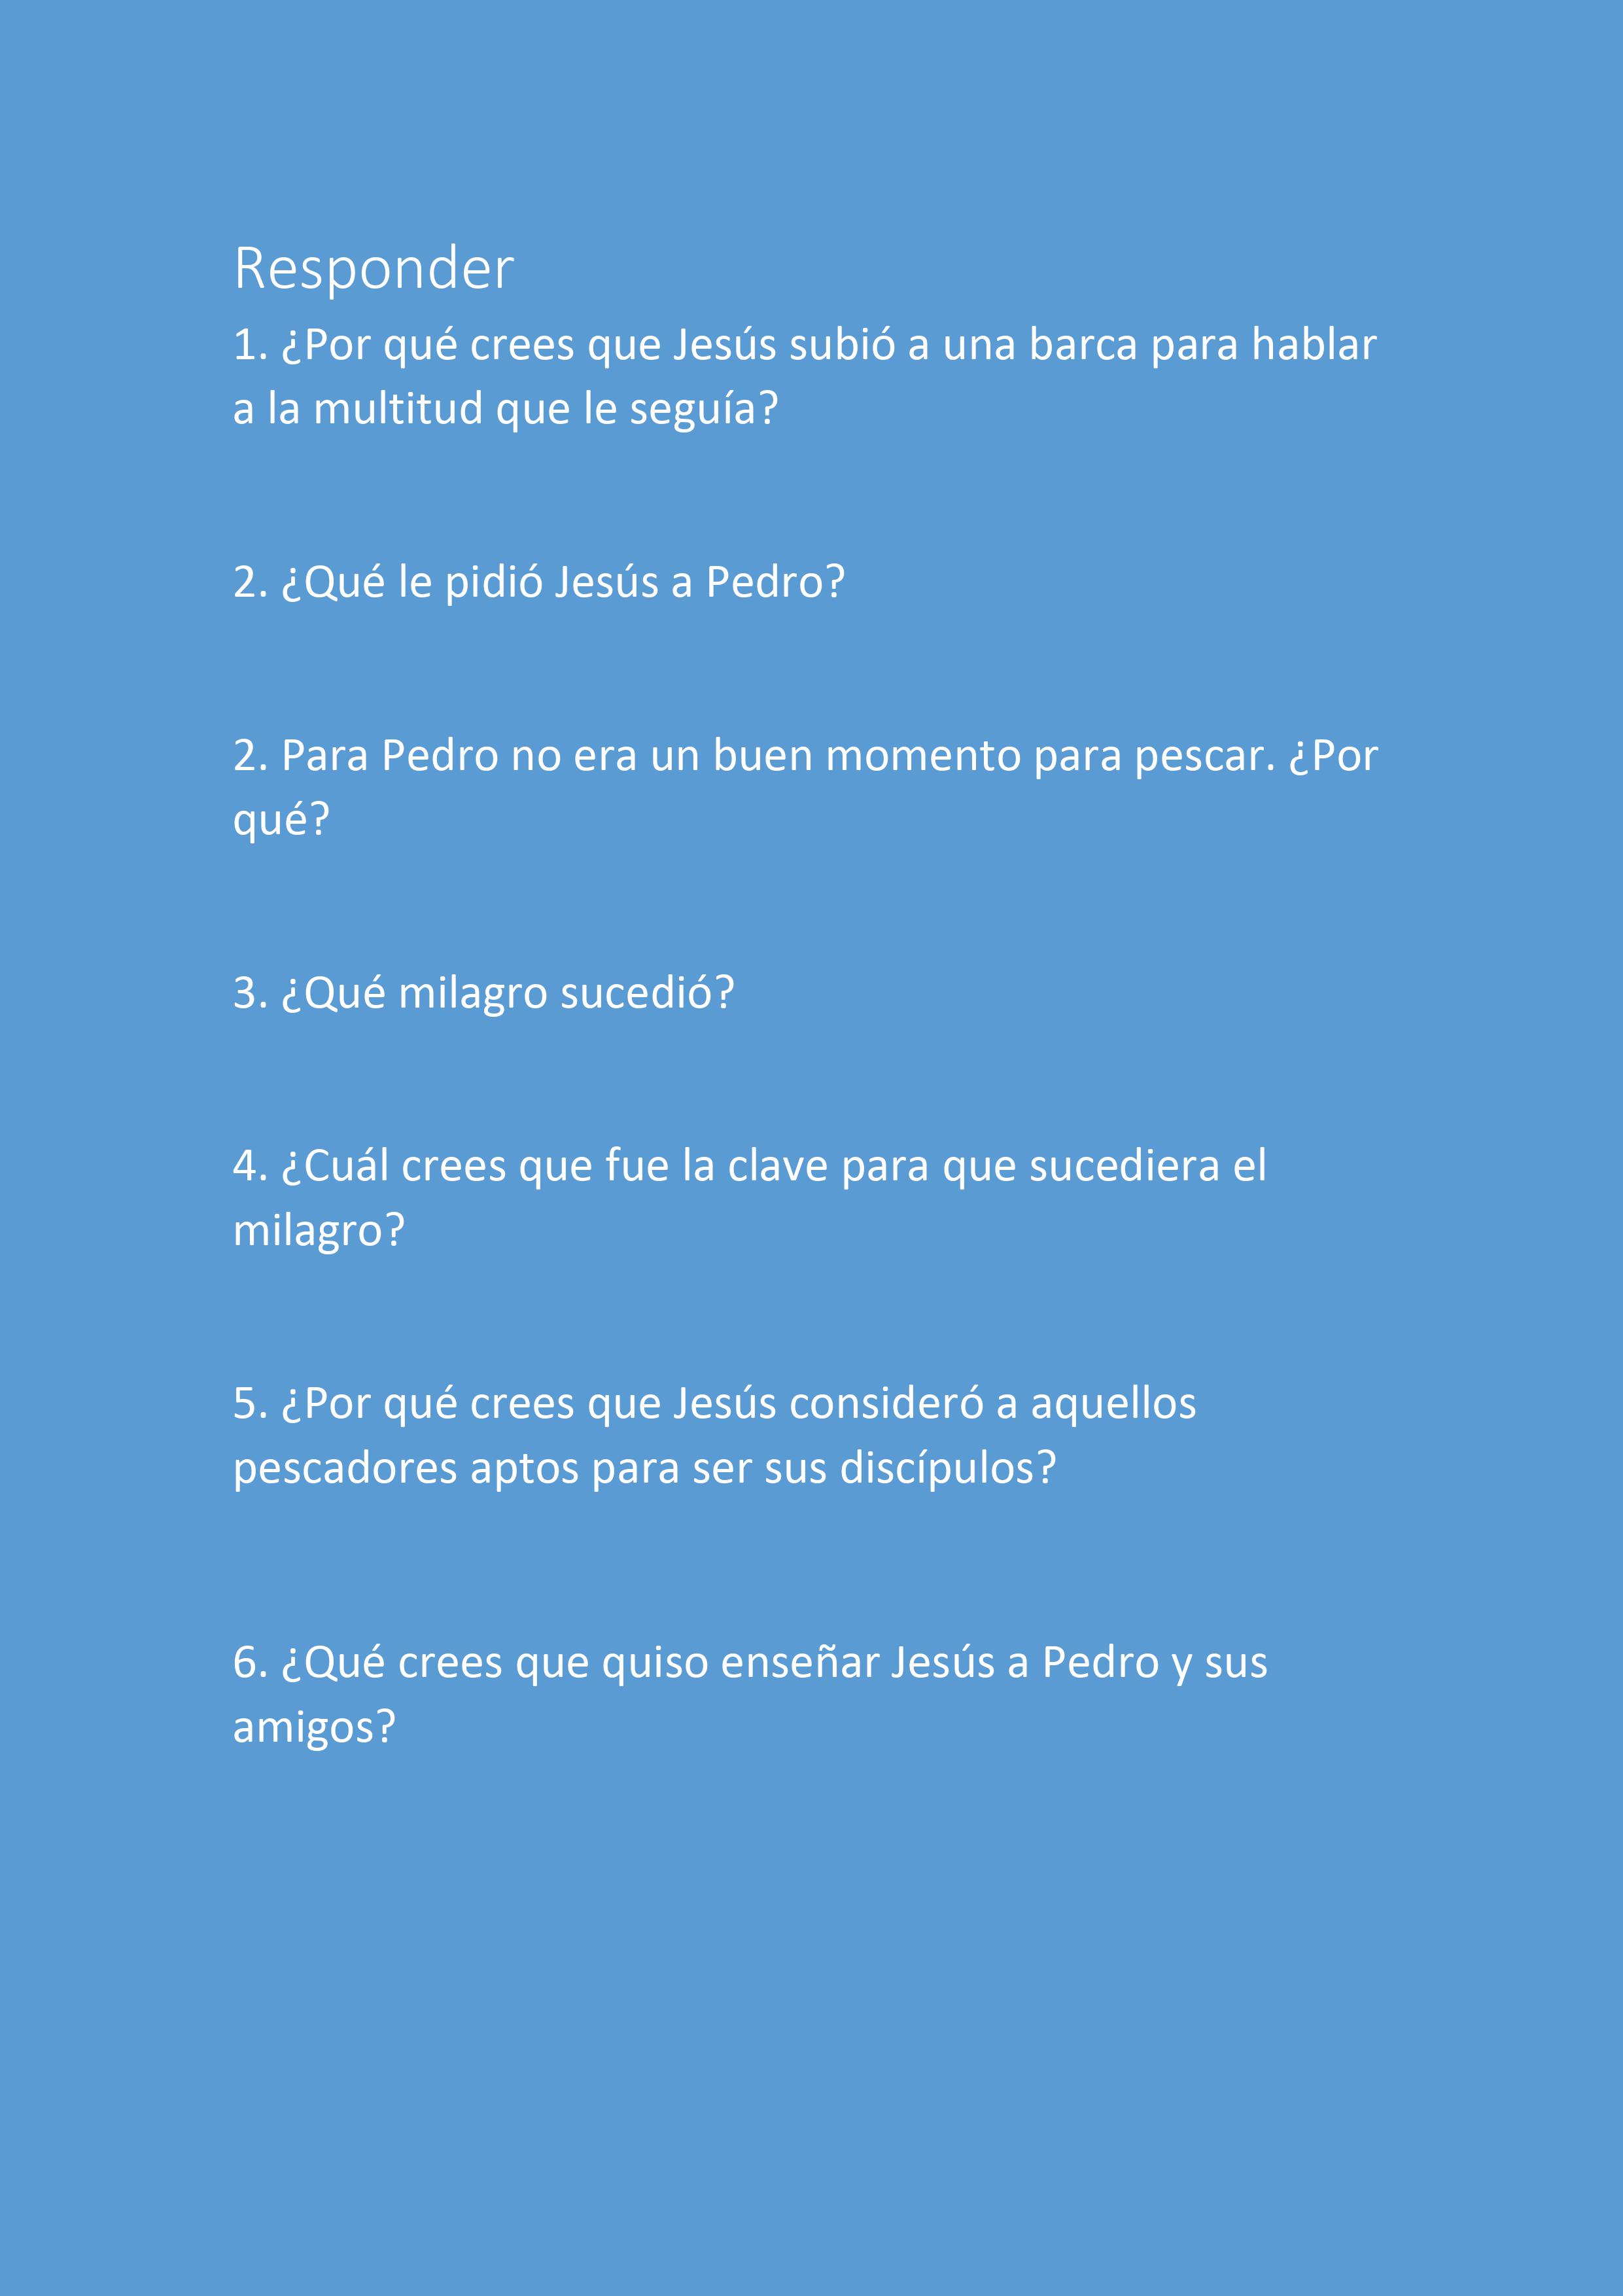 Responder
1. ¿Por qué crees que Jesús subió a una barca para hablar
a la multitud que le seguía?
2. ¿Qué le pidió Jesús a Pedro?
2. Para Pedro no era un buen momento para pescar. ¿Por
qué?
3. ¿Qué milagro sucedió?
4. ¿Cuál crees que fue la clave para que sucediera el
milagro?
5. ¿Por qué crees que Jesús consideró a aquellos
pescadores aptos para ser sus discípulos?
6. ¿Qué crees que quiso enseñar Jesús a Pedro y sus
amigos?